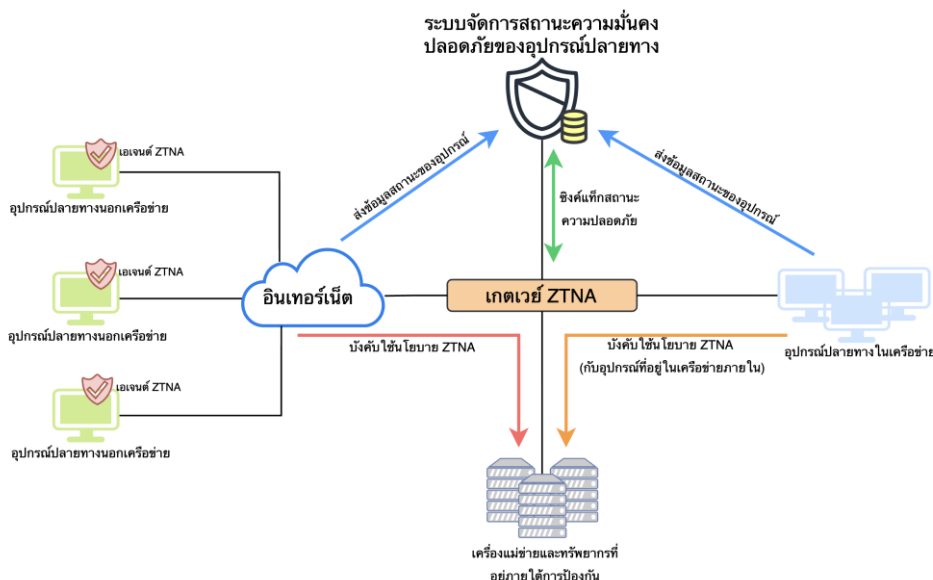 ระบบจัดการสถานะความมั่นคง
ปลอดภัยของอุปกรณ์ปลายทาง
เอเจนต์ ZTNA
อุปกรณ์ปลายทางนอกเครือข่าย
ส่งข้อมูลสถานะของอุปกรณ์
ซิงค์แท็กสถานะ
ความปลอดภัย
ส่งข้อมูลสถานะของอุปกรณ์
เอเจนต์ ZTNA
อุปกรณ์ปลายทางนอกเครือข่าย
อินเทอร์เน็ต
เกตเวย์ ZTNA
บังคับใช้นโยบาย ZTNA
บังคับใช้นโยบาย ZTNA
(กับอุปกรณ์ที่อยู่ในเครือข่ายภายใน)
อุปกรณ์ปลายทางในเครือข่าย
เอเจนต์ ZTNA
อุปกรณ์ปลายทางนอกเครือข่าย
เครื่องแม่ข่ายและทรัพยากรที่
อยู่ภายใต้การป้องกัน